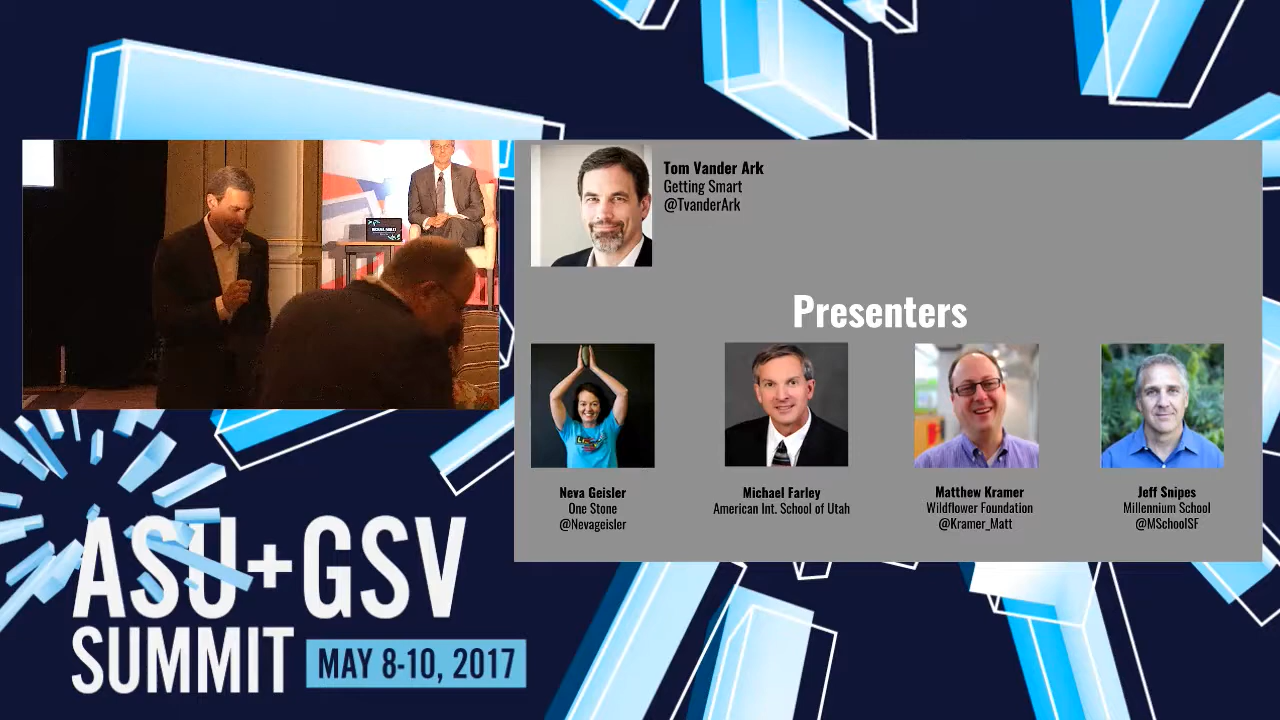 Tom Vander Ark
Getting Smart
@TvanderArk
Presenters
Neva Geisler
One Stone
@Nevageisler
Michael Farley
American Int. School of Utah
Matthew Kramer
Wildflower Foundation
@Kramer_Matt
Jeff Snipes
Millennium School
@MSchoolSF
ASU+GSV
SUMMIT
MAY 8-10, 2017